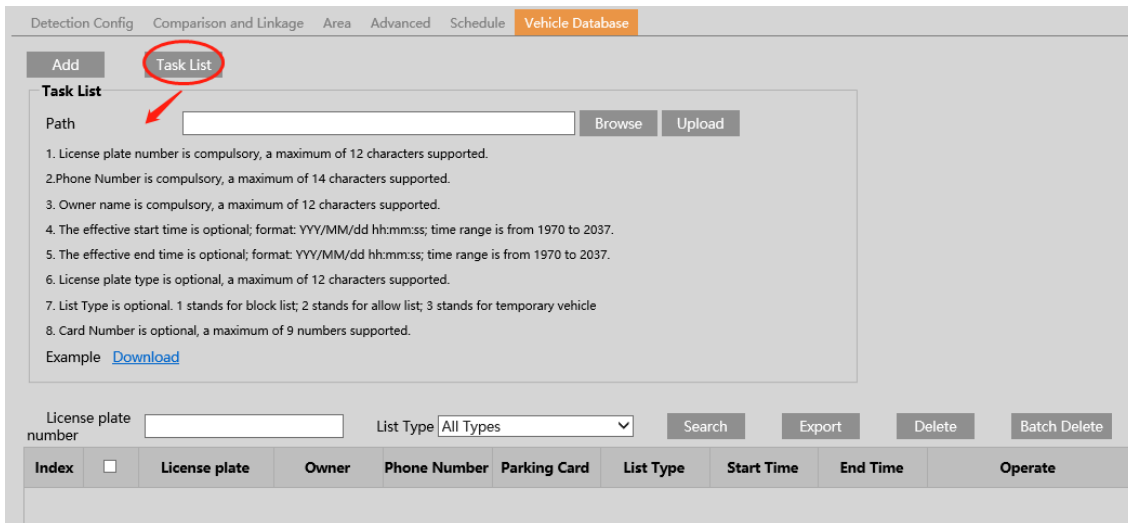 Detection Config Comparison and Linkage Area Advanced Schedule Vehicle Database
Add Task List
Task List
Path Browse Upload
1. License plate number is compulsory, a maximum of 12 characters supported.
2.Phone Number is compulsory, a maximum of 14 characters supported.
3. Owner name is compulsory, a maximum of 12 characters supported.
4. The effective start time is optional; format: YYY/MM/dd hh:mm:ss; time range is from 1970 to 2037.
5. The effective end time is optional; format: YYY/MM/dd hh:mm:ss; time range is from 1970 to 2037.
6. License plate type is optional, a maximum of 12 characters supported.
7. List Type is optional. 1 stands for block list; 2 stands for allow list; 3 stands for temporary vehicle
8. Card Number is optional, a maximum of 9 numbers supported.
Example Download
License plate
number List Type All Types Search Export Delete Batch Delete
Index License plate Owner Phone Number Parking Card List Type Start Time End Time Operate